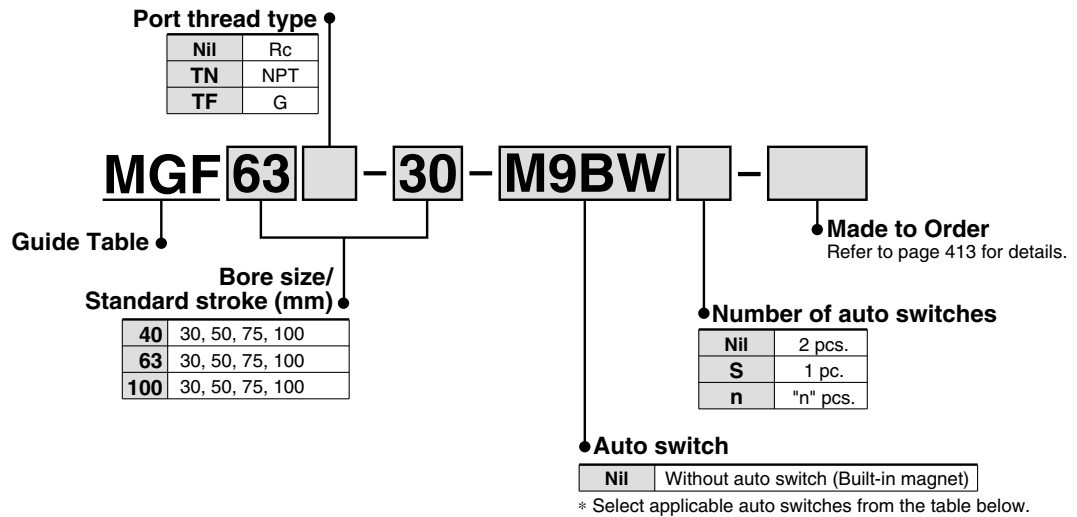 Port thread type
Nil Rc
TN NPT
TF G
MGF 63 – 30 – M9BW –
Guide Table
Bore size/
Standard stroke (mm)
40 30, 50, 75, 100
63 30, 50, 75, 100
100 30, 50, 75, 100
Made to Order
Refer to page 413 for details.
Number of auto switches
Nil 2 pcs.
S 1 pc.
n "n" pcs.
Auto switch
Nil Without auto switch (Built-in magnet)
∗ Select applicable auto switches from the table below.